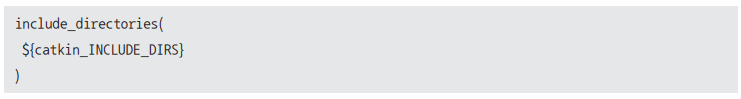 include_directories(
${catkin_INCLUDE_DIRS}
)